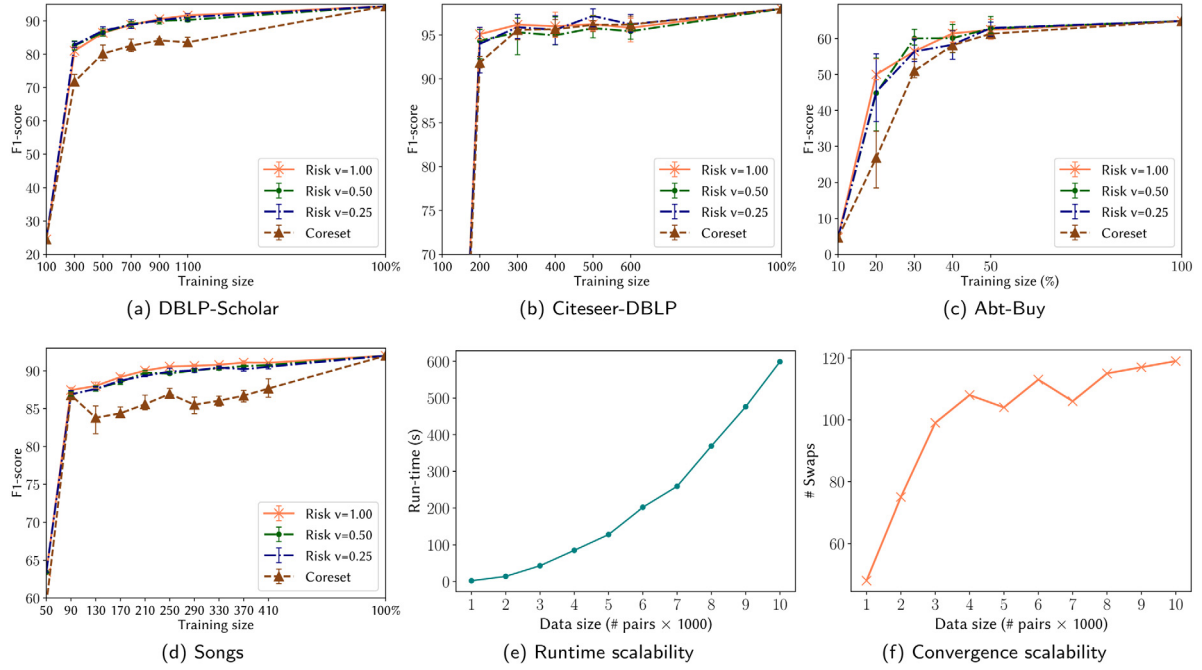 90
80
70
60
50
40
30
20
F1-score
100 300 500 700 900 1100 100%
Training size
Risk v=1.00
Risk v=0.50
Risk v=0.25
Coreset
(a) DBLP-Scholar
95
90
85
80
75
70
F1-score
100 200 300 400 500 600 100%
Training size
Risk v=1.00
Risk v=0.50
Risk v=0.25
Coreset
(b) Citeseer-DBLP
60
50
40
30
20
10
0
F1-score
10 20 30 40 50 100
Training size (%)
Risk v=1.00
Risk v=0.50
Risk v=0.25
Coreset
(c) Abt-Buy
90
85
80
75
70
65
60
F1-score
50 90 130 170 210 250 290 330 370 410 100%
Training size
Risk v=1.00
Risk v=0.50
Risk v=0.25
Coreset
(d) Songs
600
500
400
300
200
100
0
Run-time (s)
1 2 3 4 5 6 7 8 9 10
Data size (# pairs × 1000)
(e) Runtime scalability
120
100
80
60
# Swaps
1 2 3 4 5 6 7 8 9 10
Data size (# pairs × 1000)
(f) Convergence scalability